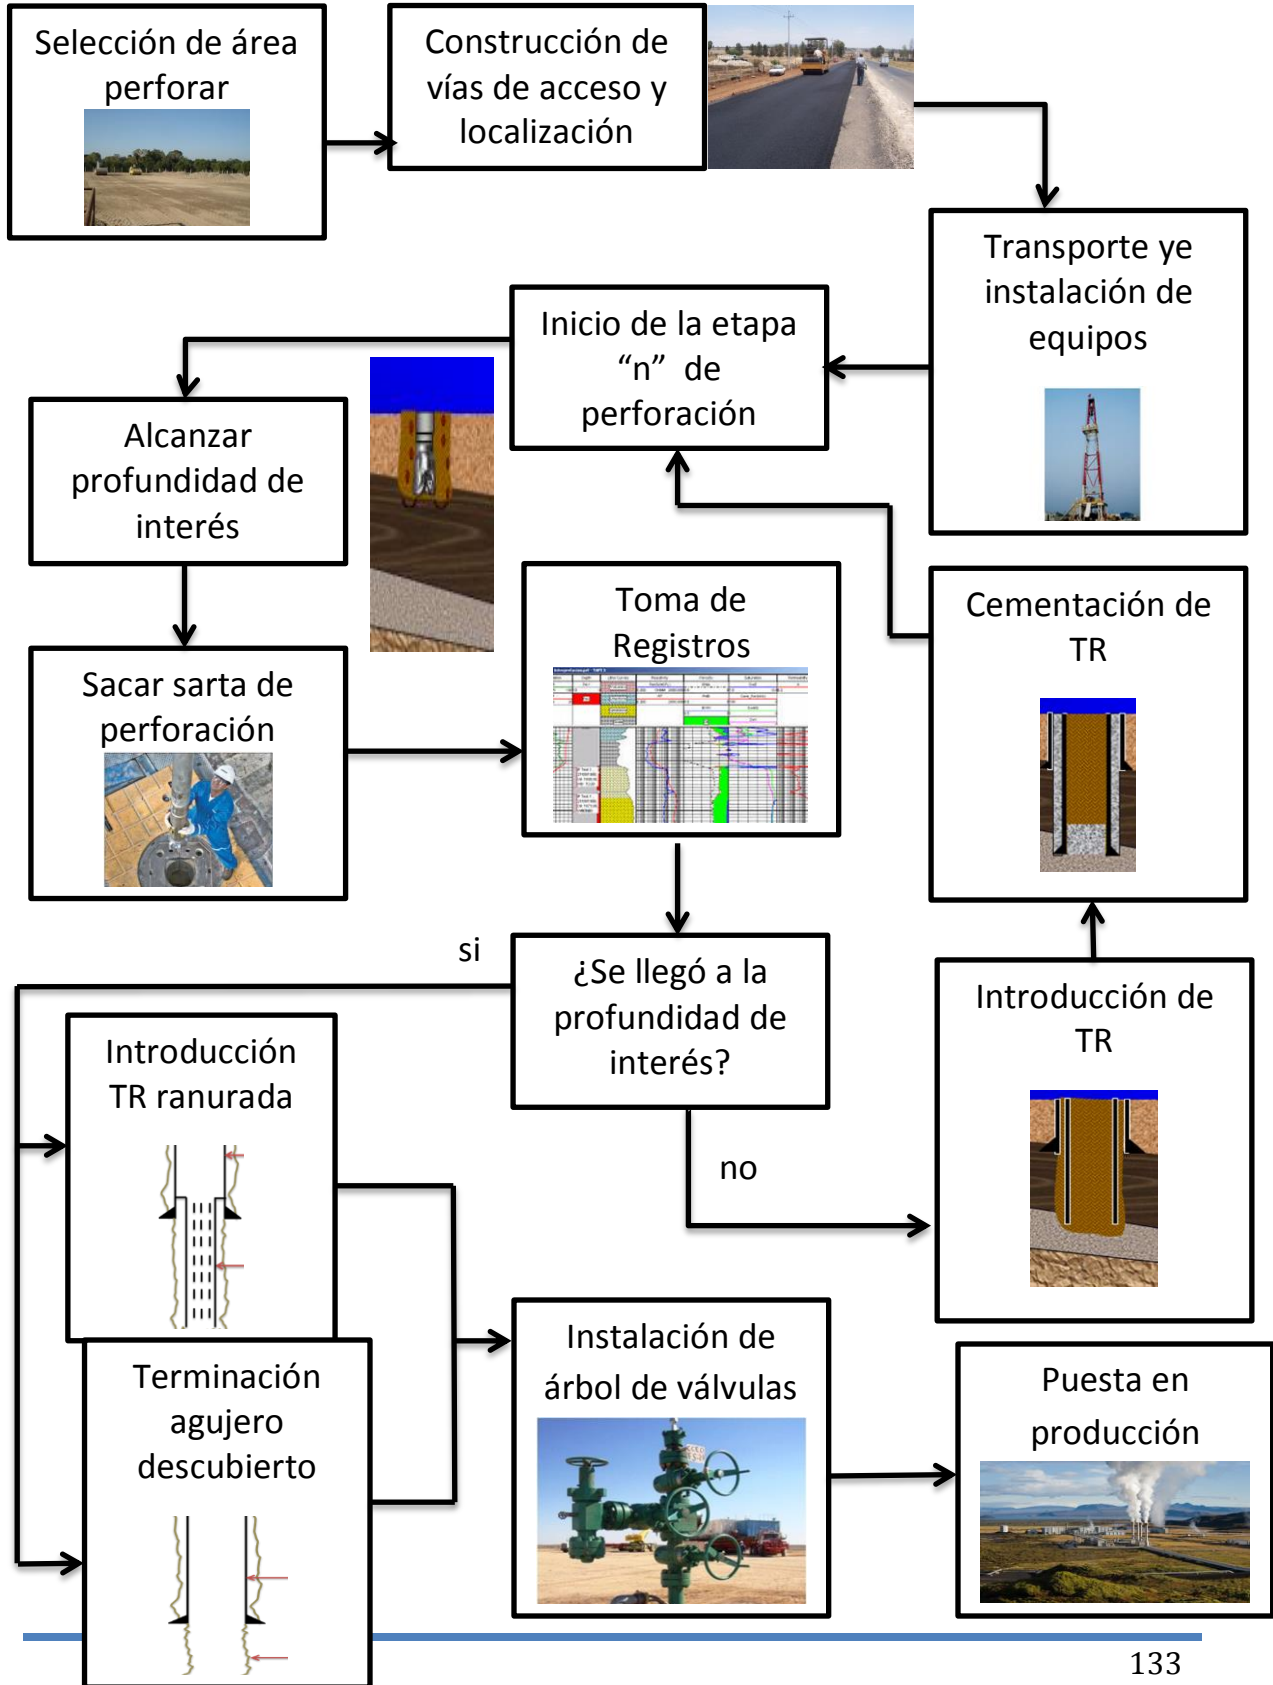 Selección de área
perforar
Construcción de
vías de acceso y
localización
Transporte ye
instalación de
equipos
Inicio de la etapa
“n” de
perforación
Alcanzar
profundidad de
interés
Sacar sarta de
perforación
Toma de
Registros
Cementación de
TR
si
¿Se llegó a la
profundidad de
interés?
no
Introducción de
TR
Introducción
TR ranurada
Terminación
agujero
descubierto
Instalación de
árbol de válvulas
Puesta en
producción
133